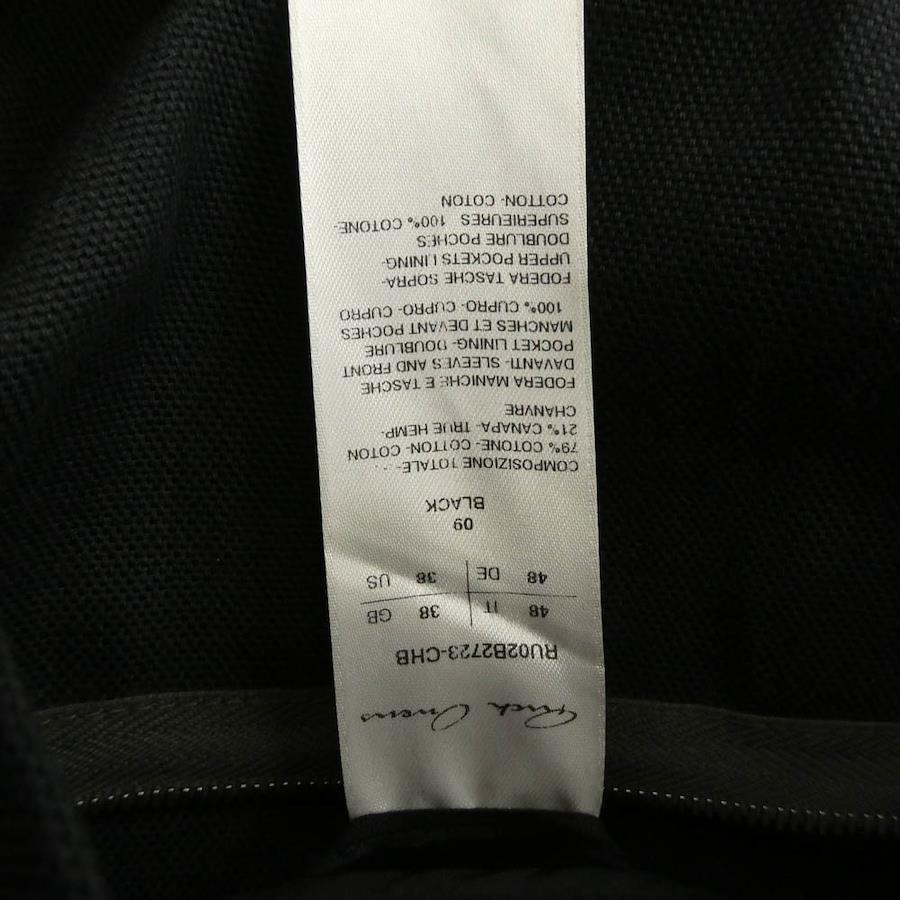 Rick Owens
RU02B2723-CHB
48 IT 38 GB
48 DE 38 US
09
BLACK
COMPOSIZIONE TOTALE-
79% COTONE- COTTON- COTON
21% CANAPA- TRUE HEMP-
CHANVRE
FODERA MANICHE E TASCHE
DAVANTI- SLEEVES AND FRONT
POCKET LINING- DOUBLURE
MANCHES ET DEVANT POCHES
100% CUPRO- CUPRO- CUPRO
FODERA TASCHE SOPRA-
UPPER POCKETS LINING-
DOUBLURE POCHES
SUPERIEURES 100% COTONE-
COTTON- COTON